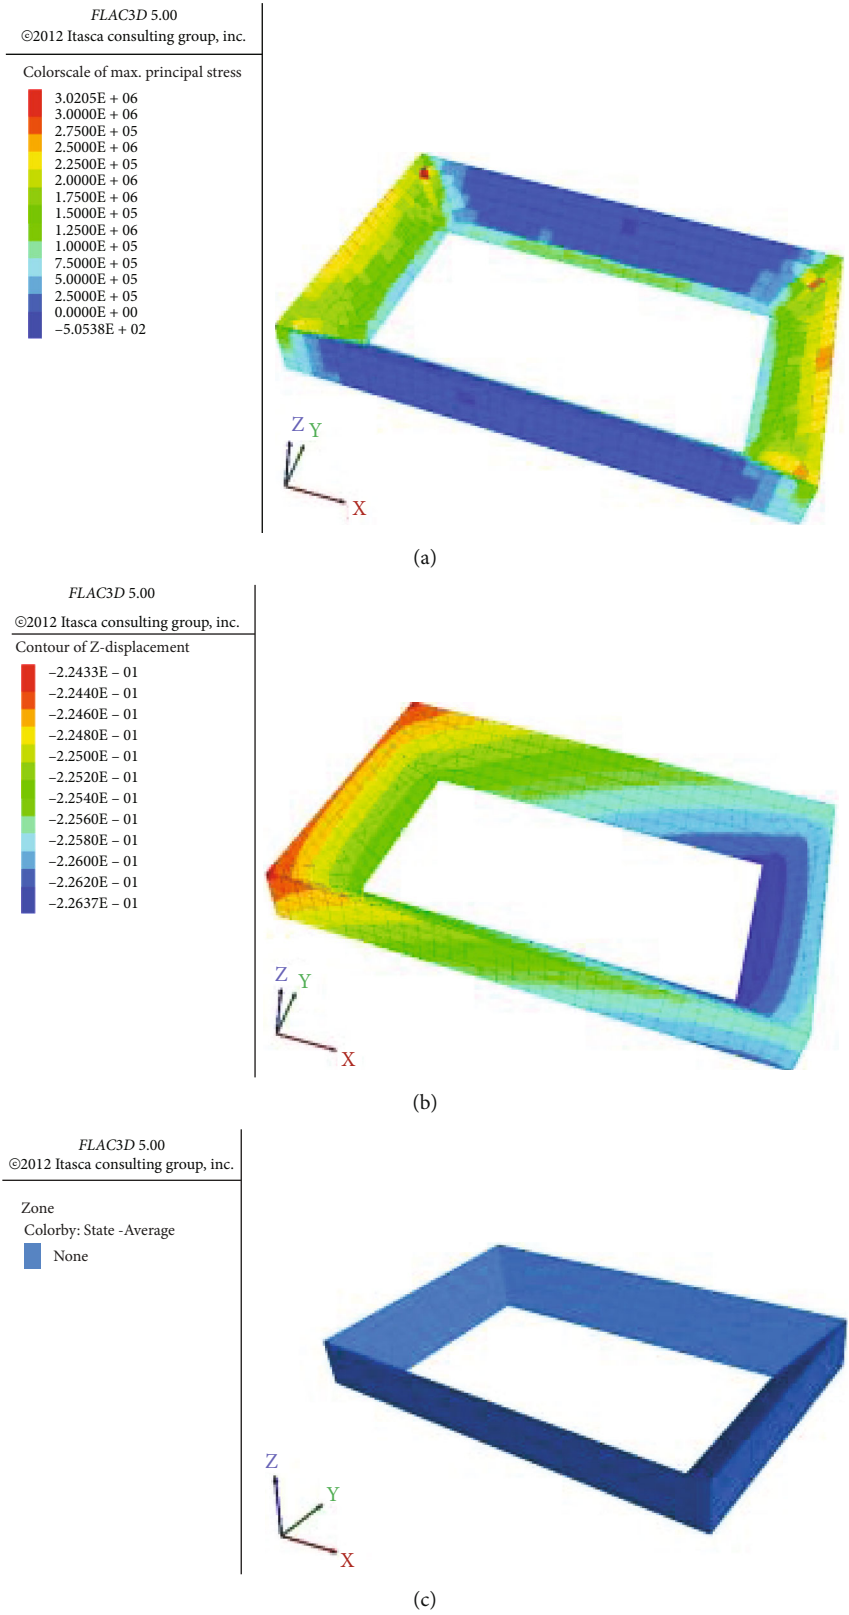 FLAC3D 5.00
©2012 Itasca consulting group, inc.
Colorscale of max. principal stress
3.0205E + 06
3.0000E + 06
2.7500E + 05
2.5000E + 06
2.2500E + 05
2.0000E + 06
1.7500E + 06
1.5000E + 05
1.2500E + 06
1.0000E + 05
7.5000E + 05
5.0000E + 05
2.5000E + 05
0.0000E + 00
–5.0538E + 02
Z
Y
X
(a)
FLAC3D 5.00
©2012 Itasca consulting group, inc.
Contour of Z-displacement
–2.2433E – 01
–2.2440E – 01
–2.2460E – 01
–2.2480E – 01
–2.2500E – 01
–2.2520E – 01
–2.2540E – 01
–2.2560E – 01
–2.2580E – 01
–2.2600E – 01
–2.2620E – 01
–2.2637E – 01
Z
Y
X
(b)
FLAC3D 5.00
©2012 Itasca consulting group, inc.
Zone
Colorby: State -Average
None
Z
Y
X
(c)